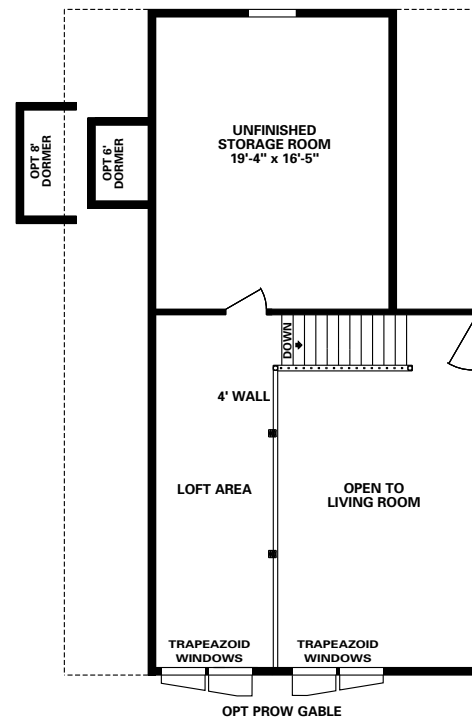 UNFINISHED
STORAGE ROOM
19'-4" x 16'-5"
OPT 8'
DORMER
OPT 6'
DORMER
DOWN
4' WALL
LOFT AREA
OPEN TO
LIVING ROOM
TRAPEAZOID
WINDOWS
TRAPEAZOID
WINDOWS
OPT PROW GABLE